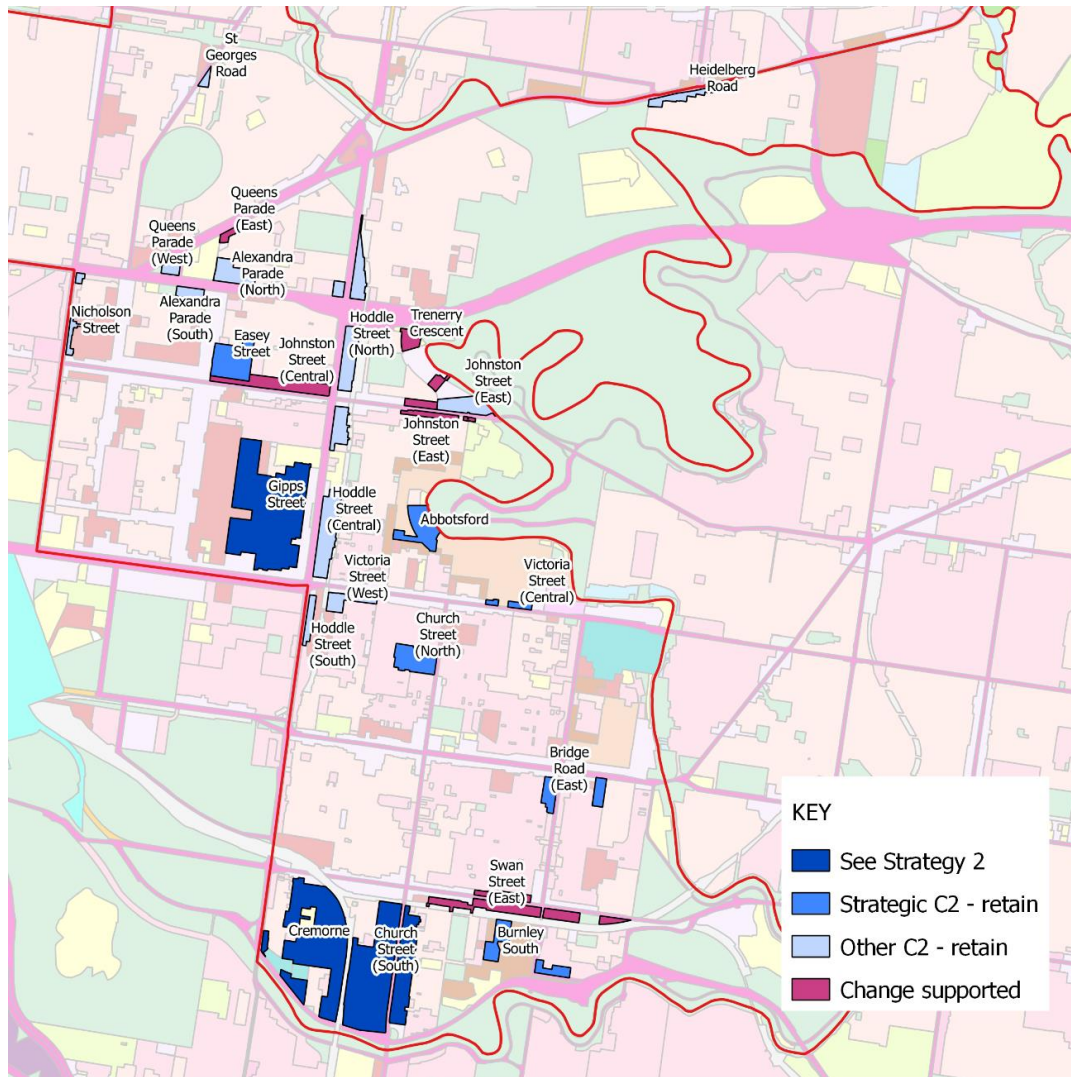 St
Georges
Road
Heidelberg
Road
Queens
Parade
(East)
Queens
Parade
(West)
Alexandra
Parade
(North)
Nicholson
Street
Alexandra
Parade
(South)
Easey
Street
Johnston
Street
(Central)
Hoddle
Street
(North)
Trenerry
Crescent
Johnston
Street
(East)
Johnston
Street
(East)
Gipps
Street
Hoddle
Street
(Central)
Abbotsford
Victoria
Street
(West)
Victoria
Street
(Central)
Hoddle
Street
(South)
Church
Street
(North)
Bridge
Road
(East)
KEY
See Strategy 2
Strategic C2 - retain
Other C2 - retain
Change supported
Swan
Street
(East)
Cremorne
Church
Street
(South)
Burnley
South